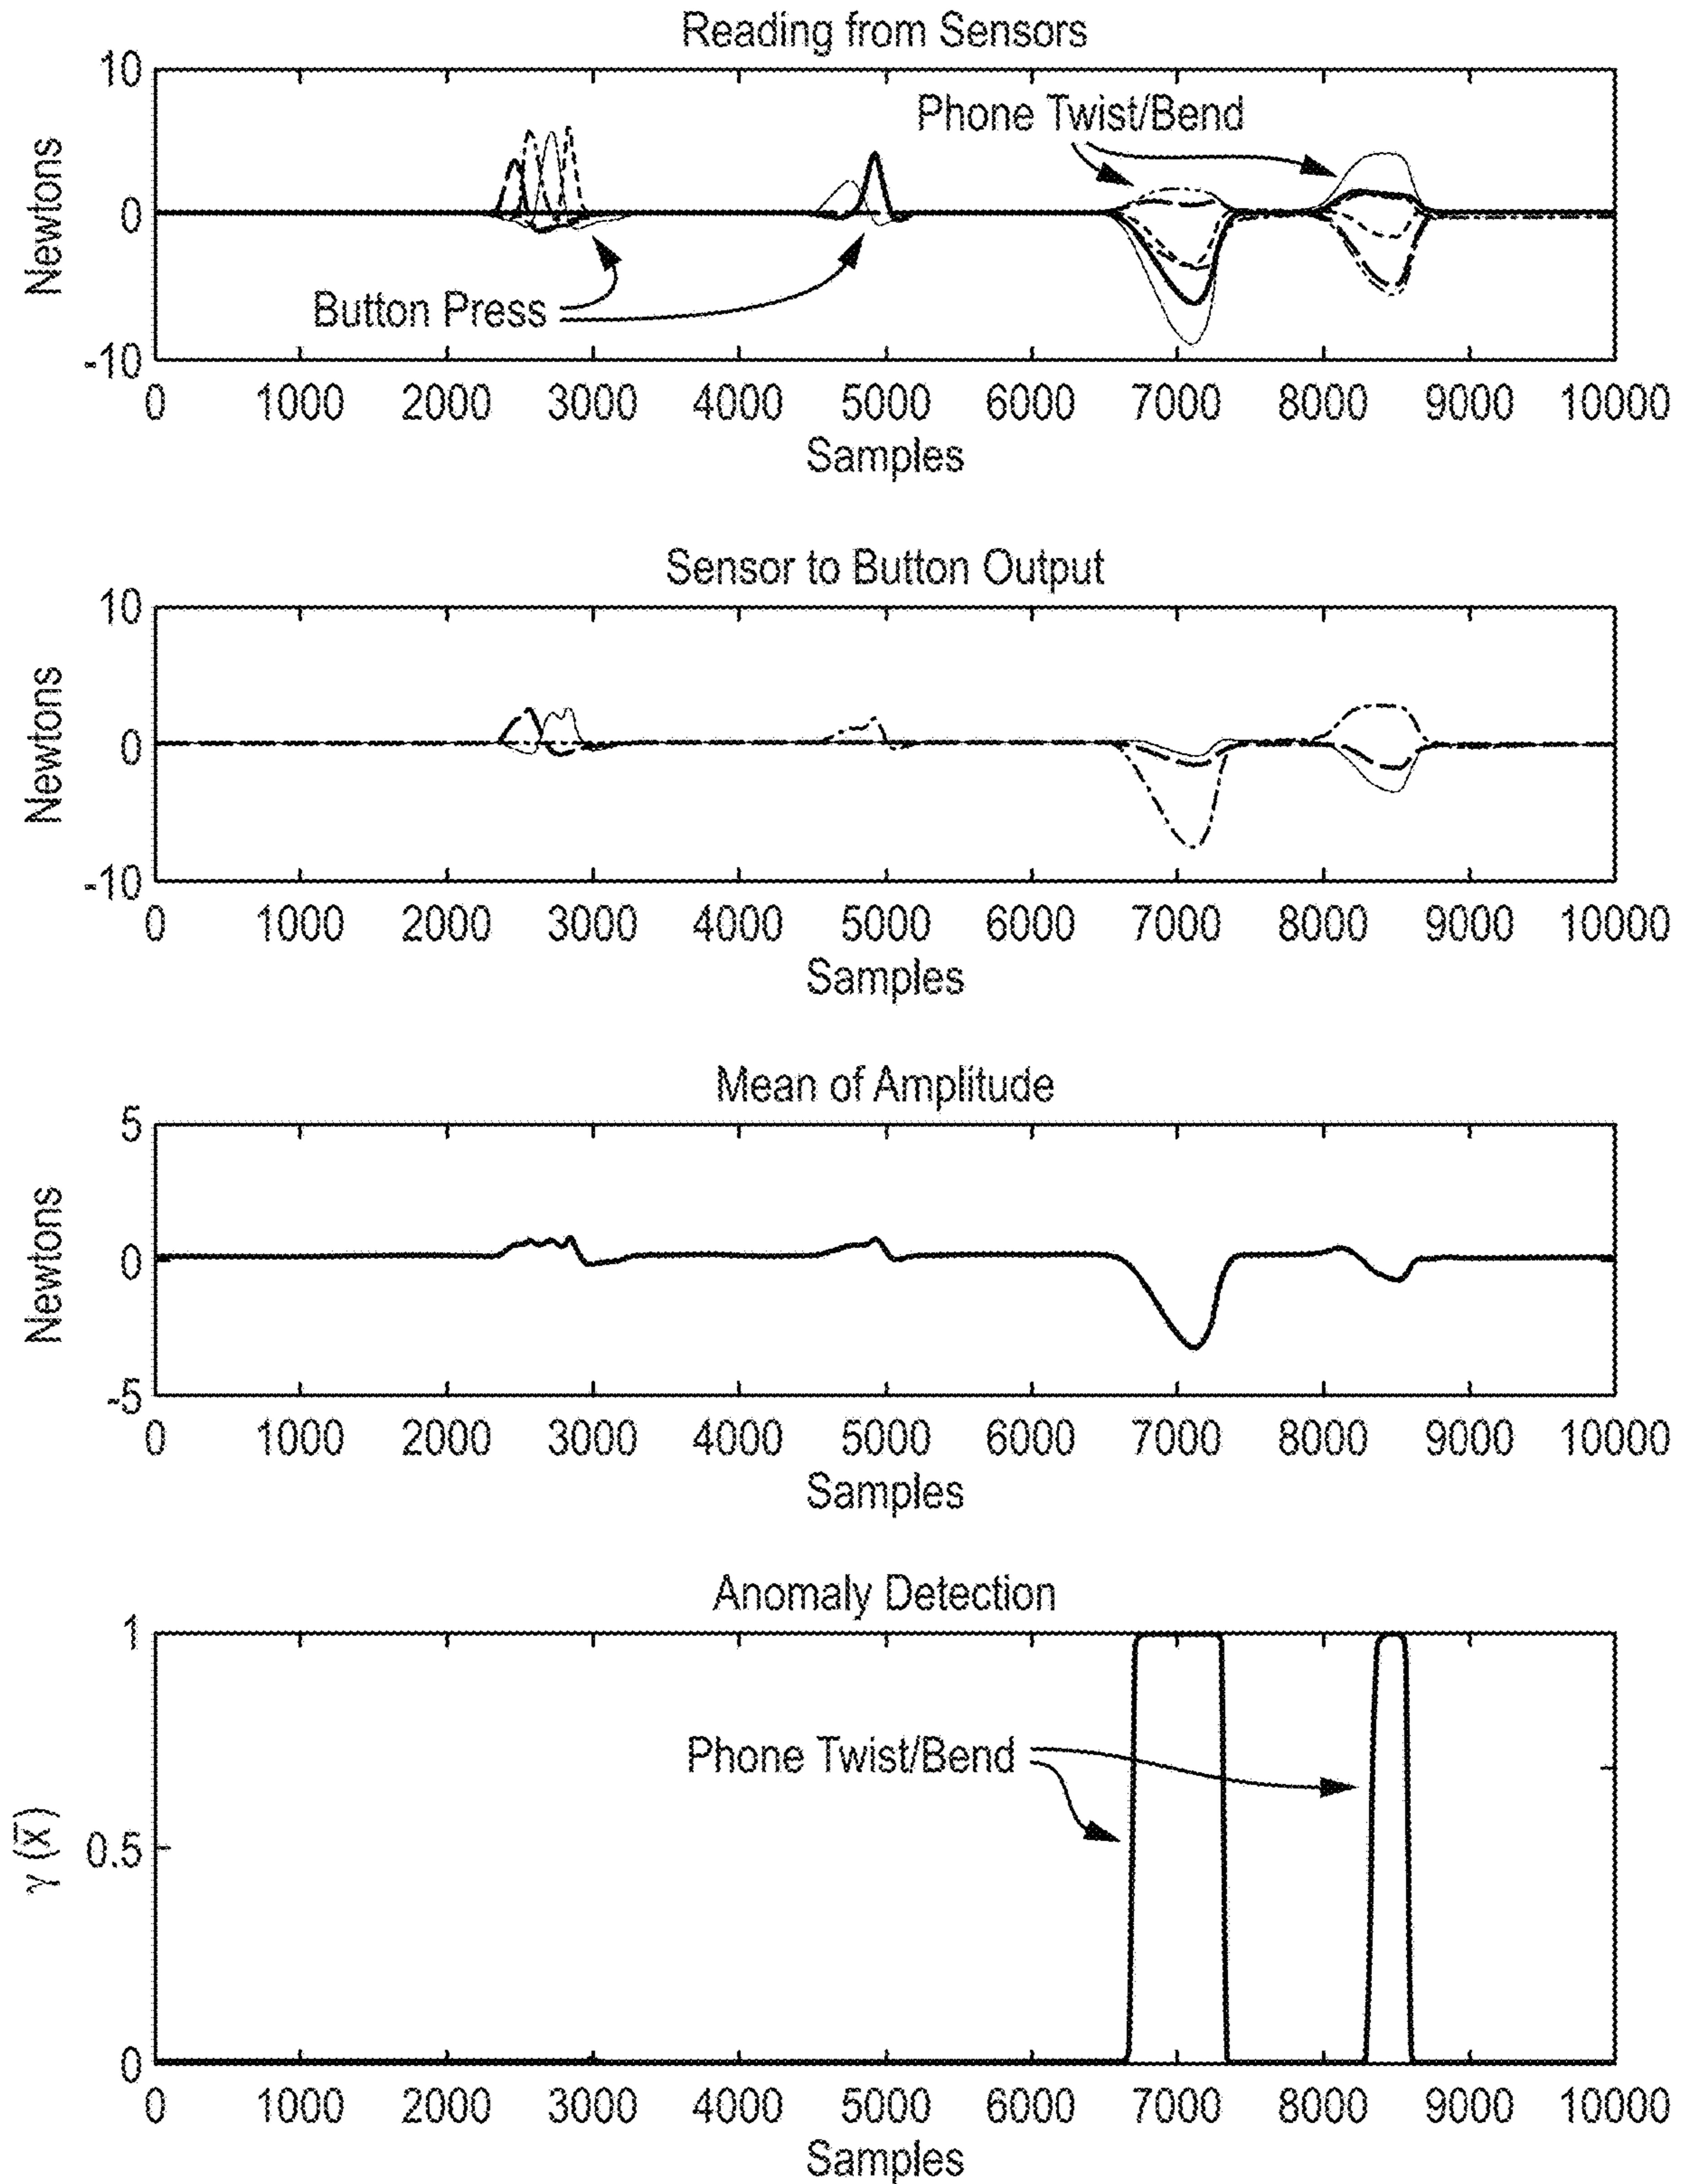 Reading from Sensors
10
0
-10
Newtons
Phone Twist/Bend
Button Press
0 1000 2000 3000 4000 5000 6000 7000 8000 9000 10000
Samples
Sensor to Button Output
10
0
-10
Newtons
0 1000 2000 3000 4000 5000 6000 7000 8000 9000 10000
Samples
Mean of Amplitude
5
0
-5
Newtons
0 1000 2000 3000 4000 5000 6000 7000 8000 9000 10000
Samples
Anomaly Detection
1
0.5
0
γ (x̅)
Phone Twist/Bend
0 1000 2000 3000 4000 5000 6000 7000 8000 9000 10000
Samples